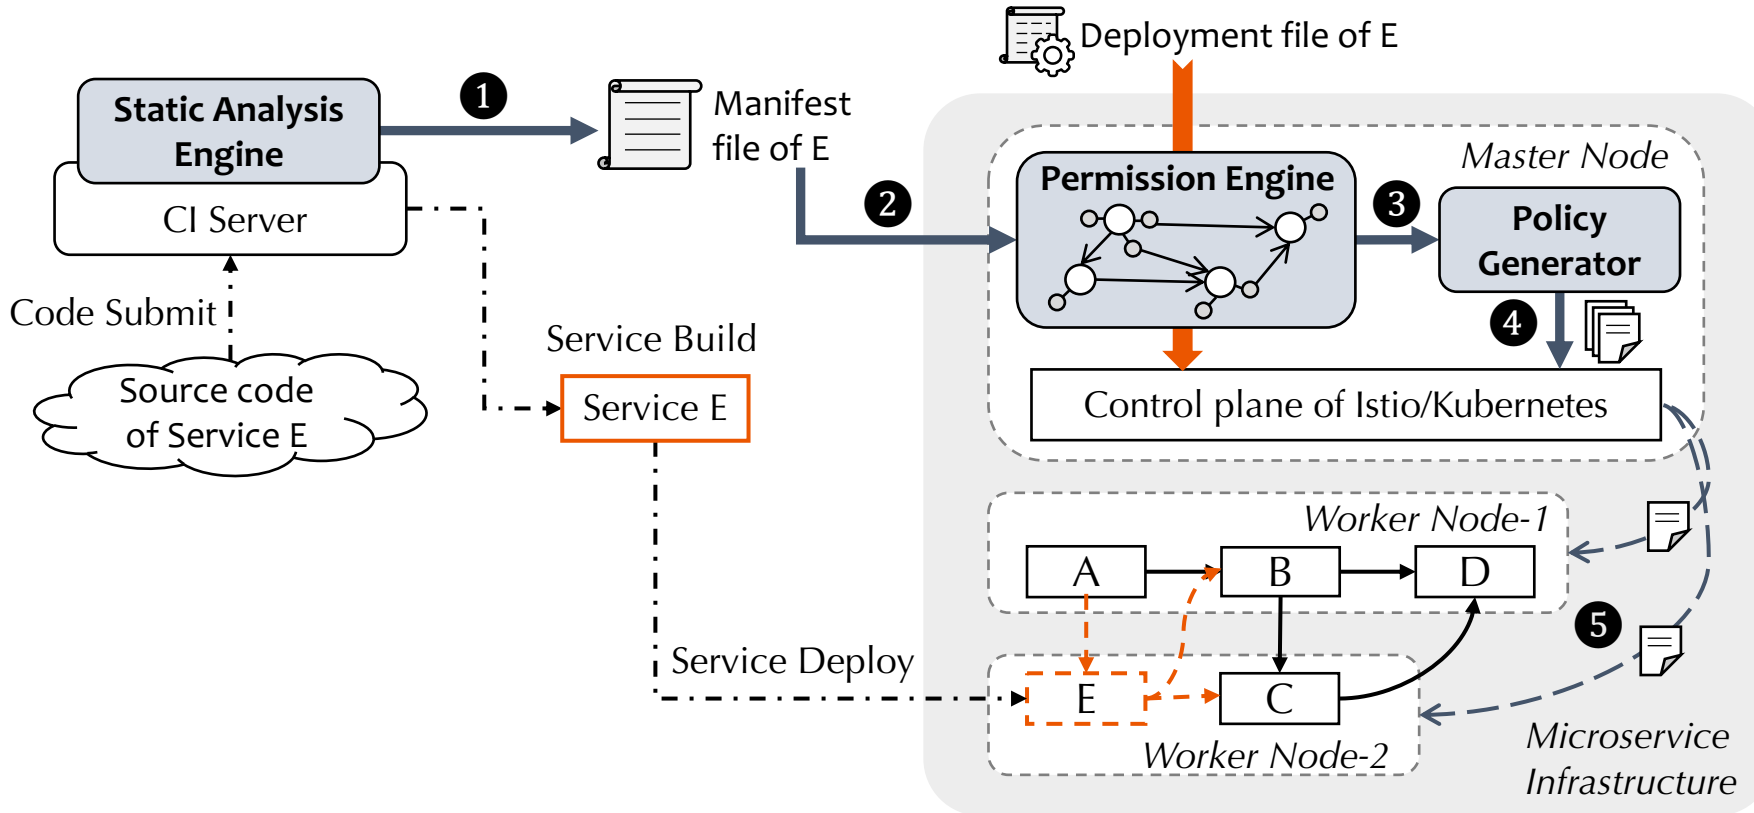 Deployment file of E
Static Analysis
Engine
CI Server
1
Manifest
file of E
2
Master Node
Permission Engine
3
Policy
Generator
4
Code Submit
Source code
of Service E
Service Build
Service E
Control plane of Istio/Kubernetes
Worker Node-1
A
B
D
5
Service Deploy
E
C
Worker Node-2
Microservice
Infrastructure